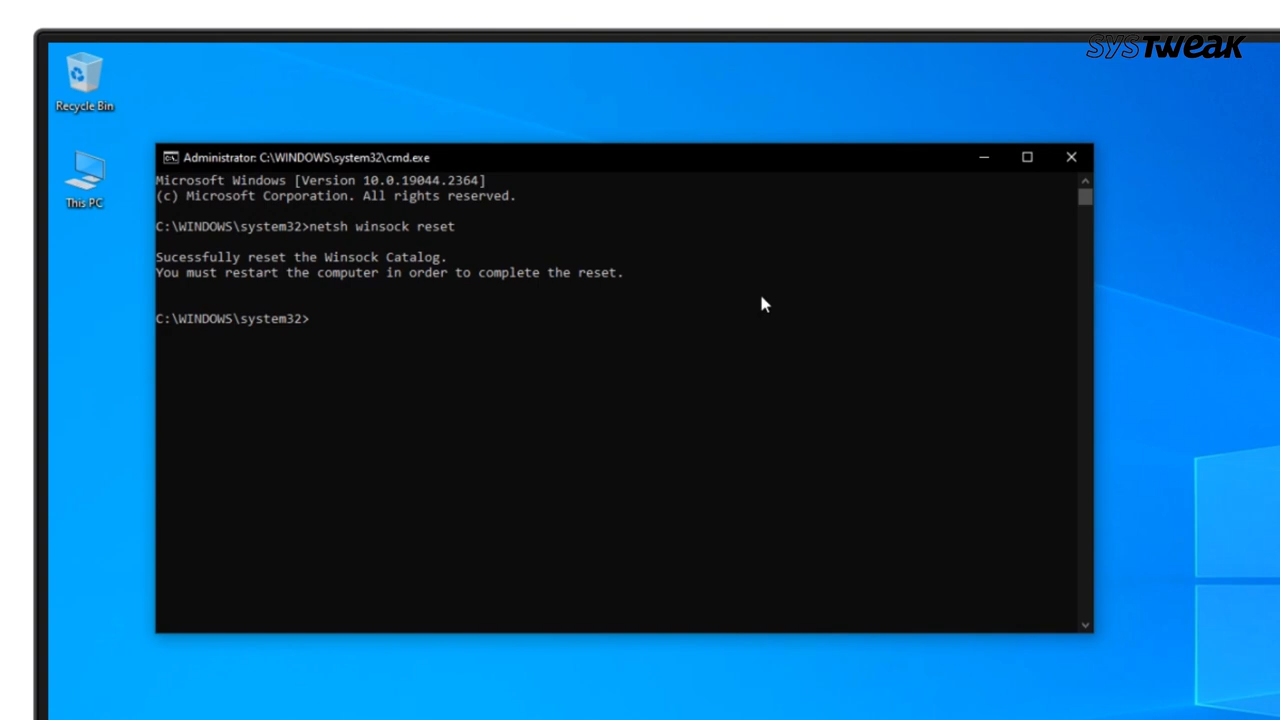 SYSTWEAK
Recycle Bin
This PC
Administrator: C:\WINDOWS\system32\cmd.exe
Microsoft Windows [Version 10.0.19044.2364]
(c) Microsoft Corporation. All rights reserved.
C:\WINDOWS\system32>netsh winsock reset
Sucessfully reset the Winsock Catalog.
You must restart the computer in order to complete the reset.
C:\WINDOWS\system32>